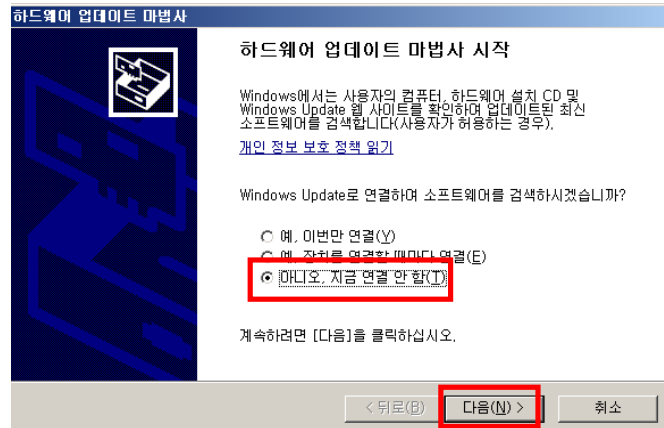 하드웨어 업데이트 마법사
하드웨어 업데이트 마법사 시작
Windows에서는 사용자의 컴퓨터, 하드웨어 설치 CD 및
Windows Update 웹 사이트를 확인하여 업데이트된 최신
소프트웨어를 검색합니다(사용자가 허용하는 경우).
개인 정보 보호 정책 읽기
Windows Update로 연결하여 소프트웨어를 검색하시겠습니까?
예, 이번만 연결(Y)
예, 장치를 연결할 때마다 연결(E)
아니오, 지금 연결 안 함(T)
계속하려면 [다음]을 클릭하십시오.
< 뒤로(B) 다음(N) > 취소